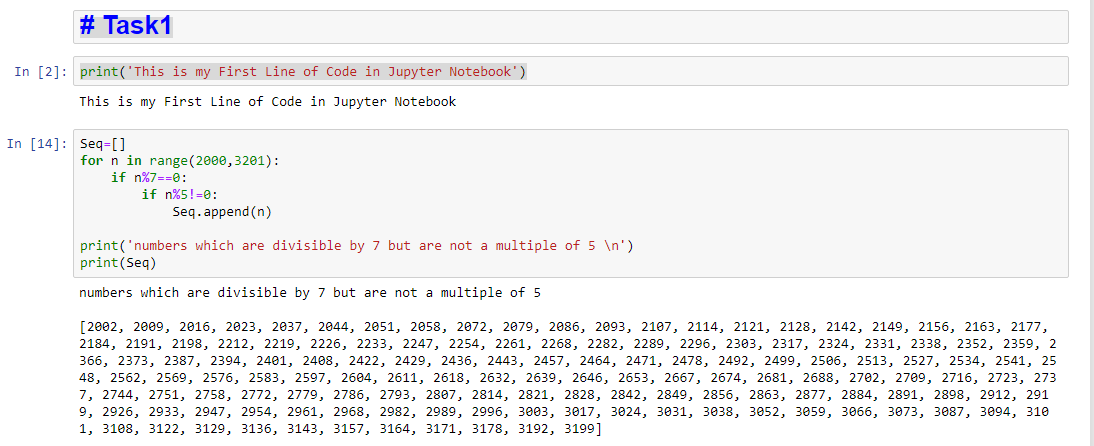 # Task1
In [2]: print('This is my First Line of Code in Jupyter Notebook')
This is my First Line of Code in Jupyter Notebook
In [14]: Seq=[]
for n in range(2000,3201):
    if n%7==0:
        if n%5!=0:
            Seq.append(n)
print('numbers which are divisible by 7 but are not a multiple of 5 \n')
print(Seq)
numbers which are divisible by 7 but are not a multiple of 5
[2002, 2009, 2016, 2023, 2037, 2044, 2051, 2058, 2072, 2079, 2086, 2093, 2107, 2114, 2121, 2128, 2142, 2149, 2156, 2163, 2177,
2184, 2191, 2198, 2212, 2219, 2226, 2233, 2247, 2254, 2261, 2268, 2282, 2289, 2296, 2303, 2317, 2324, 2331, 2338, 2352, 2359, 2
366, 2373, 2387, 2394, 2401, 2408, 2422, 2429, 2436, 2443, 2457, 2464, 2471, 2478, 2492, 2499, 2506, 2513, 2527, 2534, 2541, 25
48, 2562, 2569, 2576, 2583, 2597, 2604, 2611, 2618, 2632, 2639, 2646, 2653, 2667, 2674, 2681, 2688, 2702, 2709, 2716, 2723, 273
7, 2744, 2751, 2758, 2772, 2779, 2786, 2793, 2807, 2814, 2821, 2828, 2842, 2849, 2856, 2863, 2877, 2884, 2891, 2898, 2912, 291
9, 2926, 2933, 2947, 2954, 2961, 2968, 2982, 2989, 2996, 3003, 3017, 3024, 3031, 3038, 3052, 3059, 3066, 3073, 3087, 3094, 310
1, 3108, 3122, 3129, 3136, 3143, 3157, 3164, 3171, 3178, 3192, 3199]